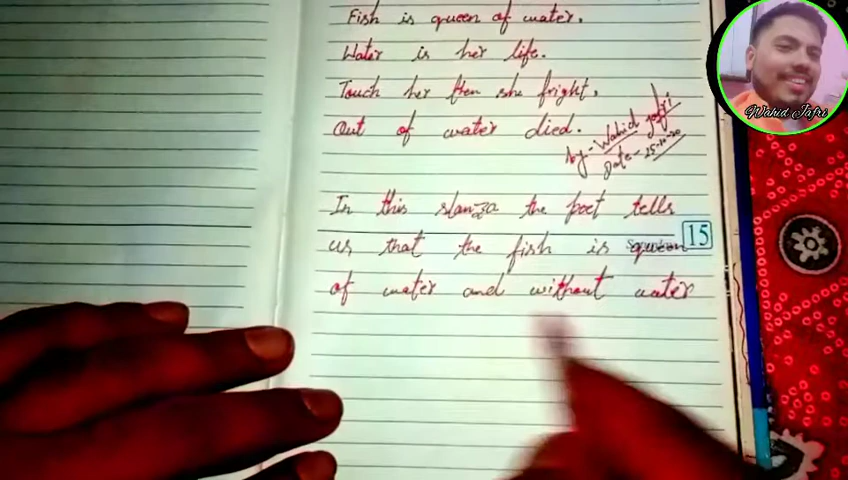 Fish is queen of water.
Water is her life.
Touch her then she fright,
Out of water died.
by:- Wahid Jafri
Date- 15-10-20
In this stanza the poet tells
us that the fish is queen
of water and without water
15
Wahid Jafri